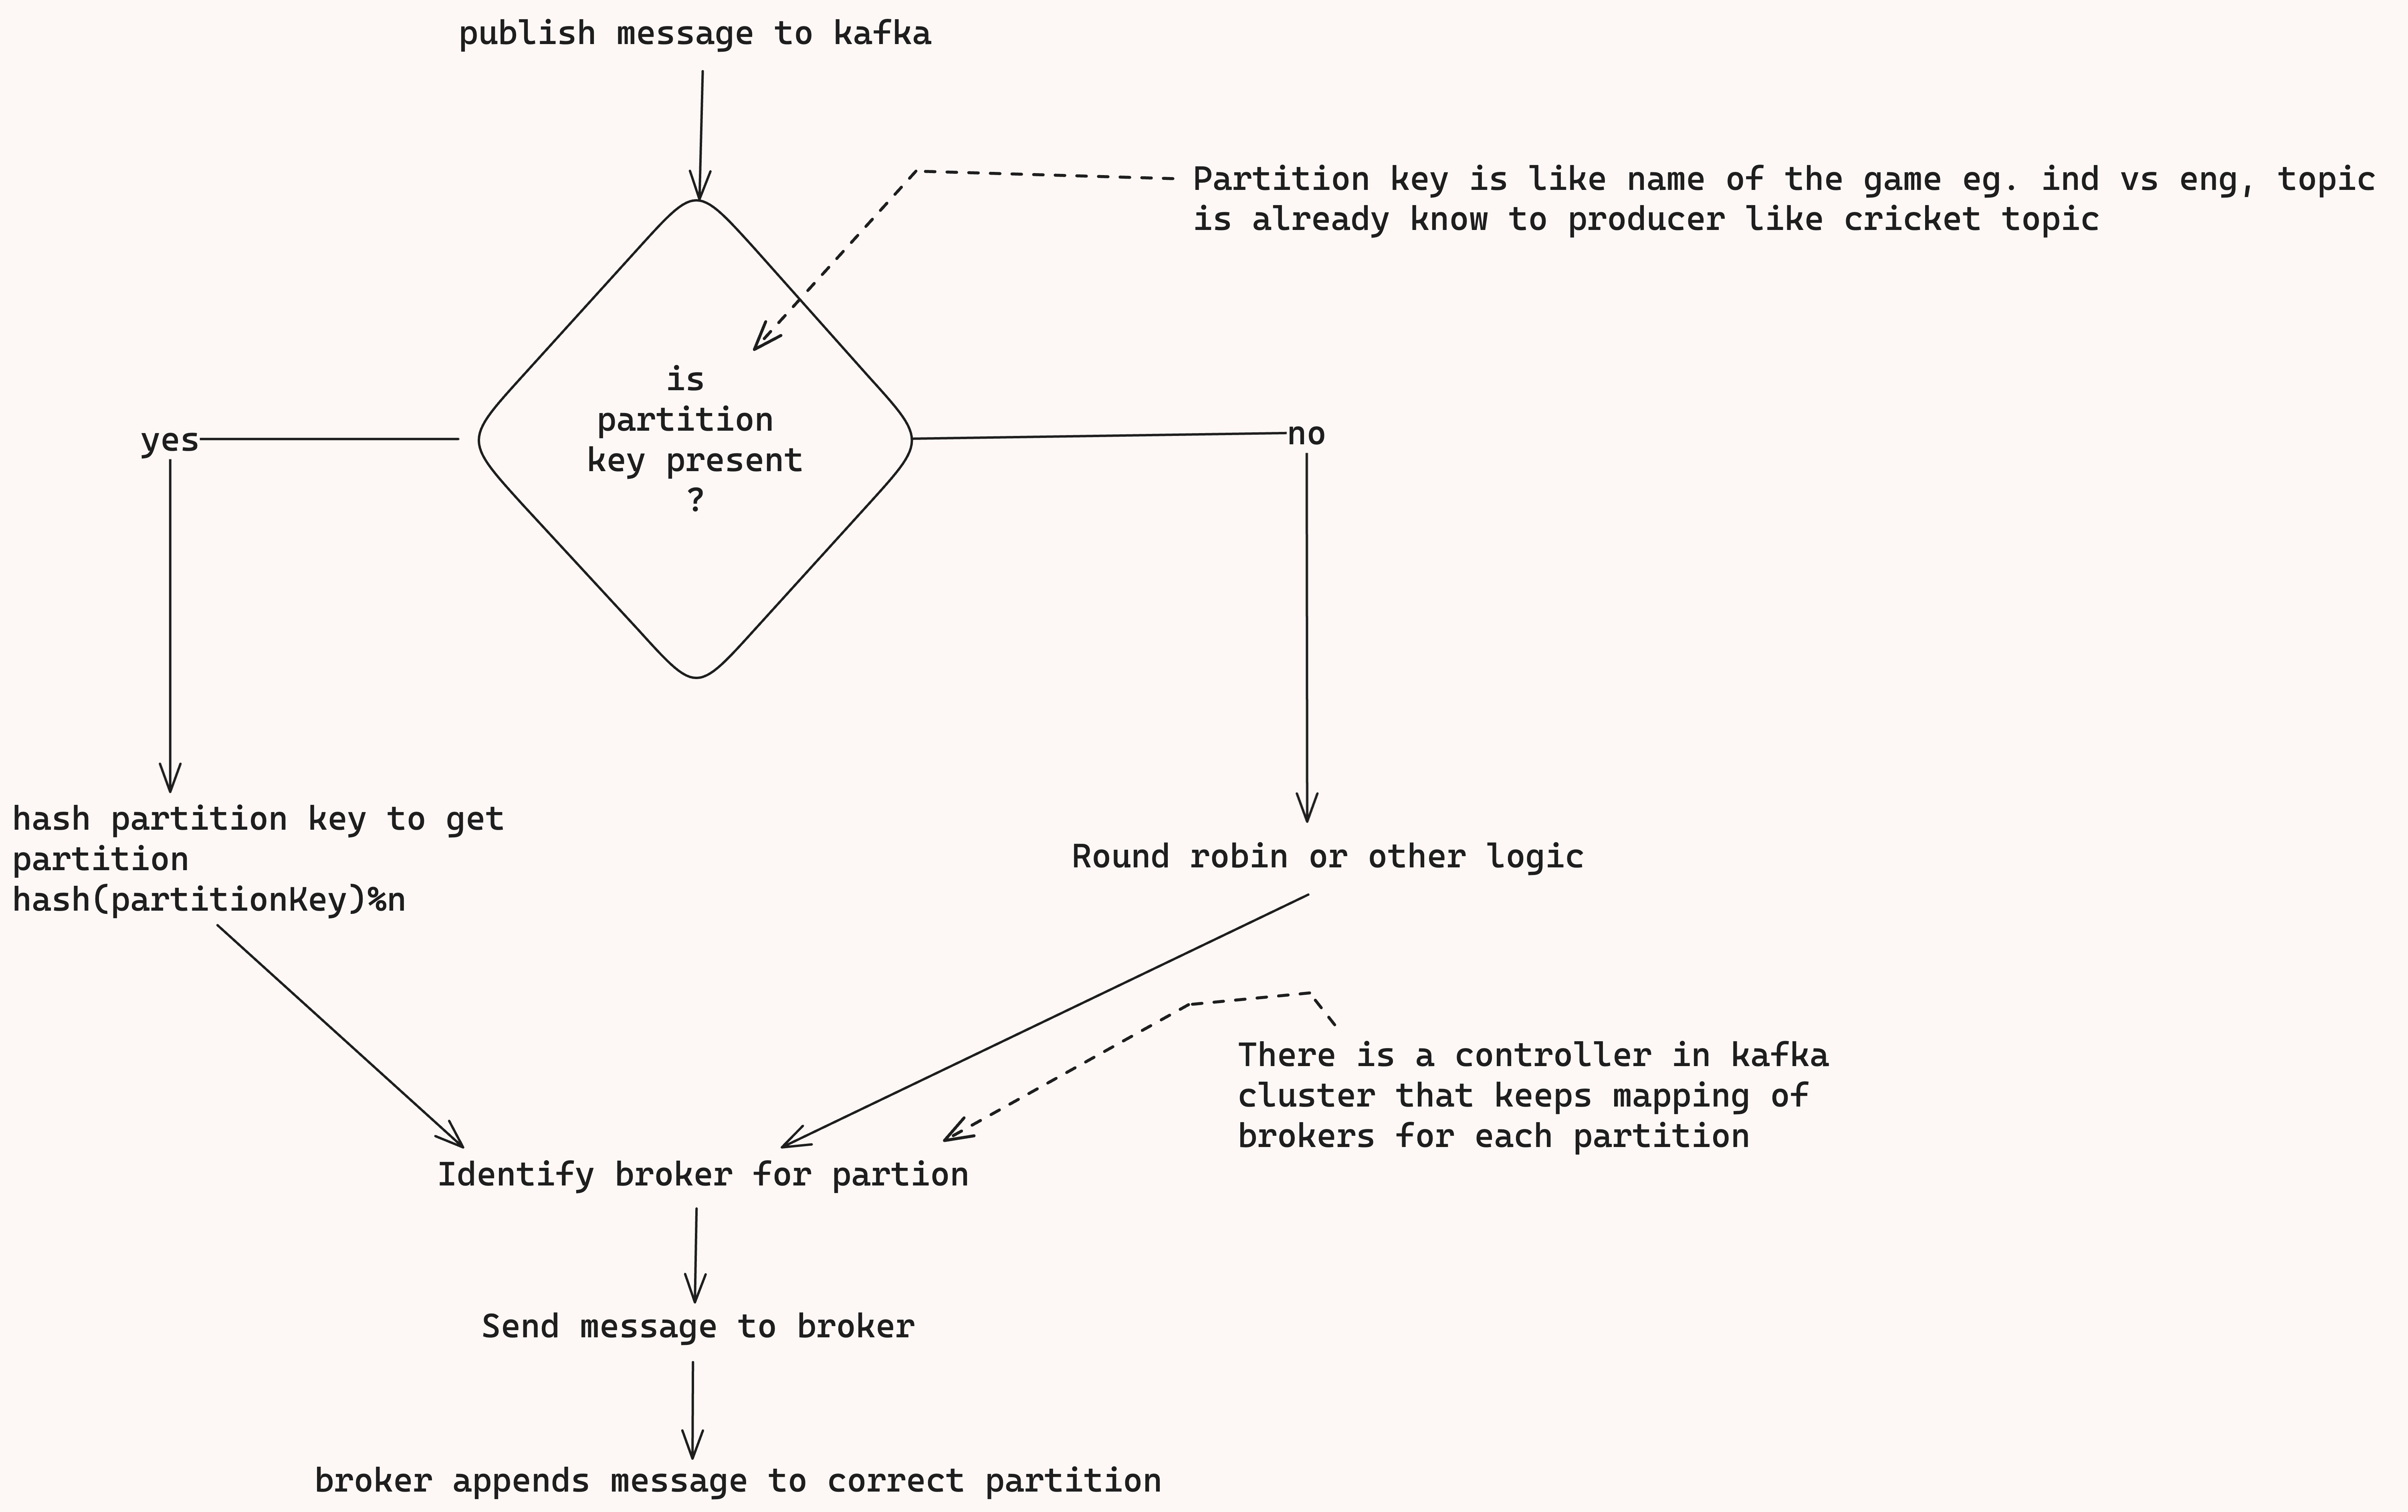 publish message to kafka
Partition key is like name of the game eg. ind vs eng, topic
is already know to producer like cricket topic
is
partition
key present
?
yes
no
hash partition key to get
partition
hash(partitionKey)%n
Round robin or other logic
There is a controller in kafka
cluster that keeps mapping of
brokers for each partition
Identify broker for partion
Send message to broker
broker appends message to correct partition